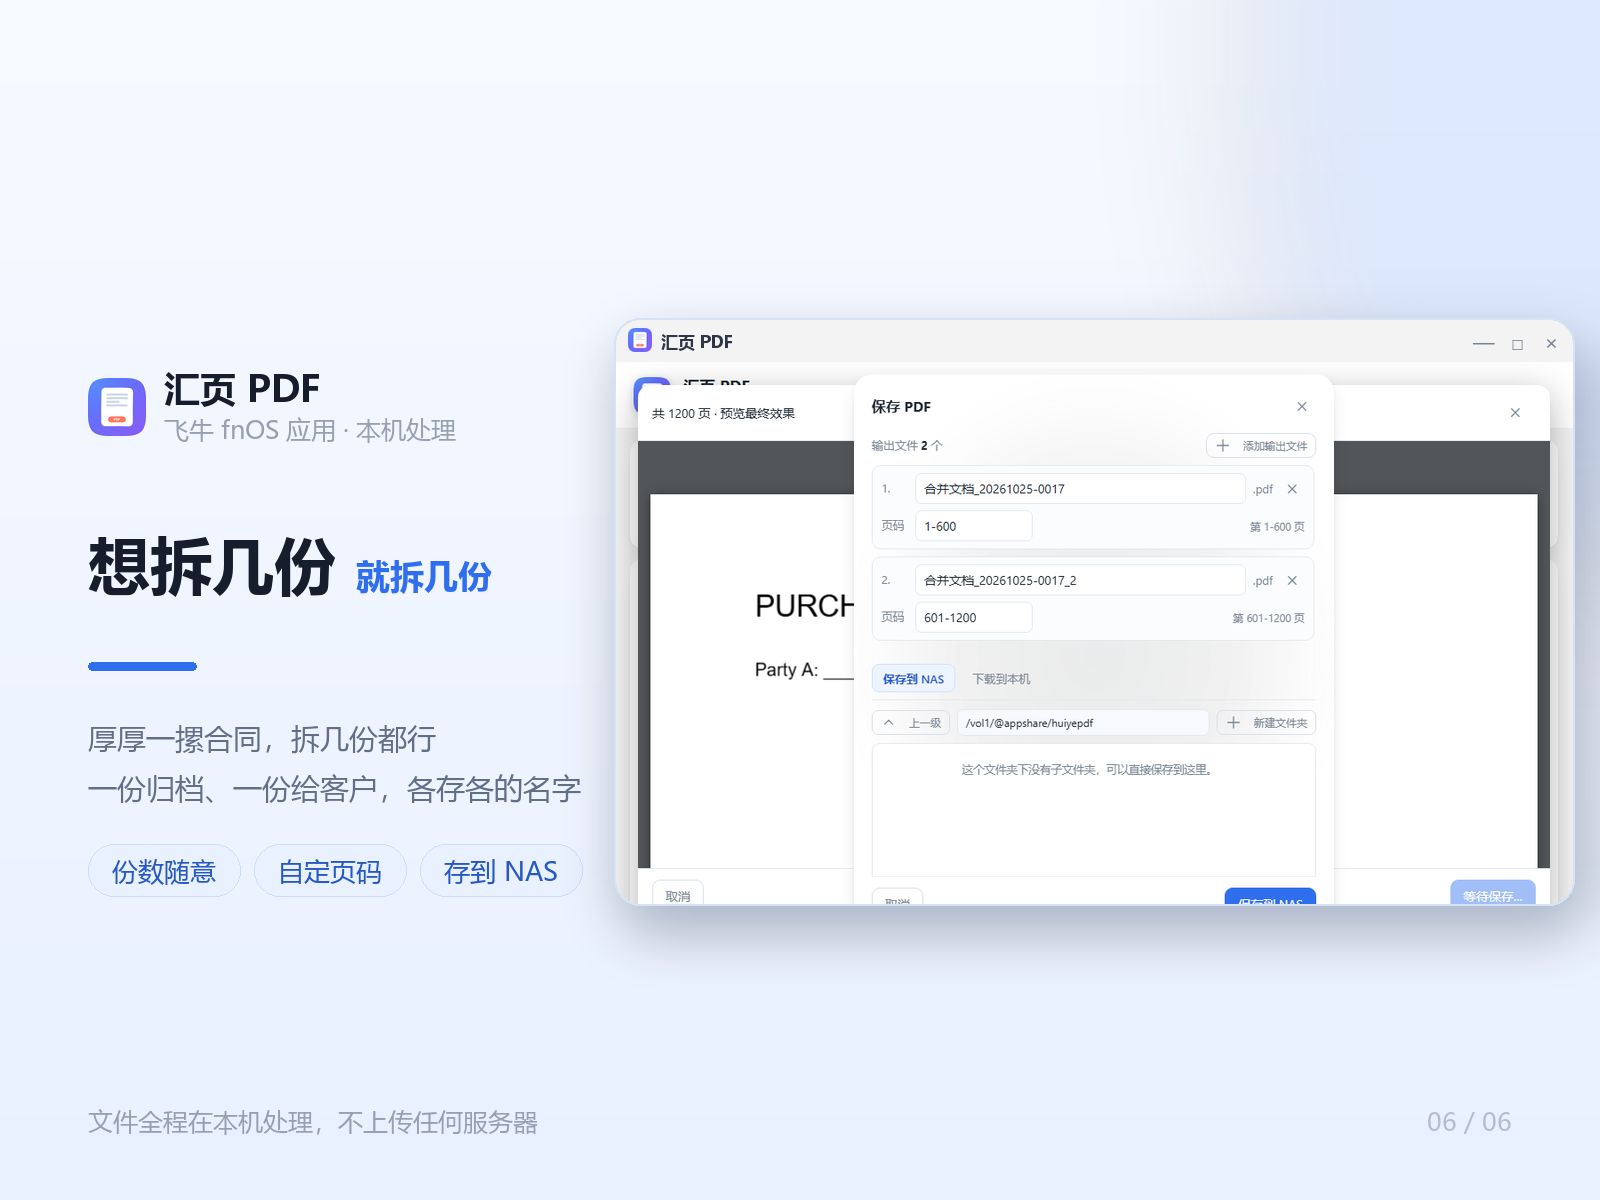 汇页 PDF
飞牛 fnOS 应用 · 本机处理
想拆几份 就拆几份
厚厚一摞合同，拆几份都行
一份归档、一份给客户，各存各的名字
份数随意
自定页码
存到 NAS
汇页 PDF
汇页 PDF
共 1200 页 · 预览最终效果
PURCH
Party A: ___
取消
等待保存...
保存 PDF
输出文件 2 个
添加输出文件
1. 合并文档_20261025-0017 .pdf
页码 1-600 第 1-600 页
2. 合并文档_20261025-0017_2 .pdf
页码 601-1200 第 601-1200 页
保存到 NAS
下载到本机
上一级
/vol1/@appshare/huiyepdf
新建文件夹
这个文件夹下没有子文件夹，可以直接保存到这里。
取消
保存到 NAS
文件全程在本机处理，不上传任何服务器
06 / 06